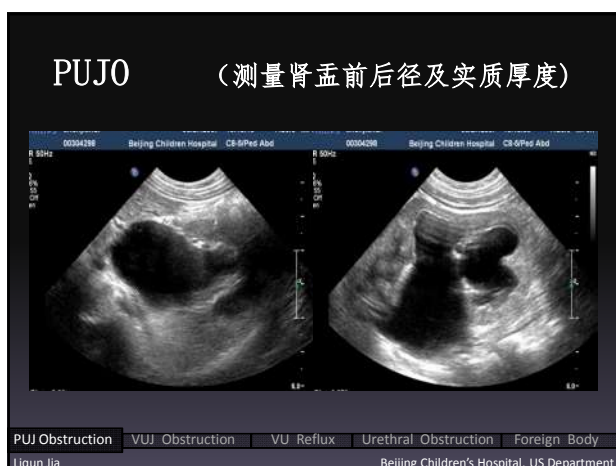 PUJO （测量肾盂前后径及实质厚度)
00304298 Beijing Children Hospital C8-5/Ped Abd
00304298 Beijing Children Hospital C8-5/Ped Abd
R 50Hz
R 50Hz
PUJ Obstruction VUJ Obstruction VU Reflux Urethral Obstruction Foreign Body
Liqun Jia Beijing Children's Hospital, US Department